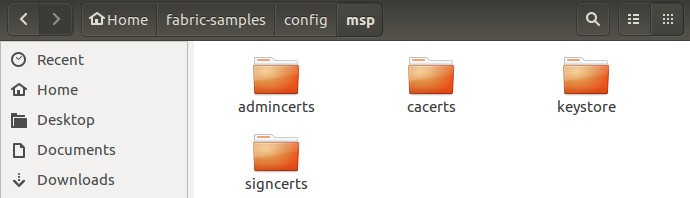 Home fabric-samples config msp
Recent
Home
Desktop
Documents
Downloads
admincerts cacerts keystore
signcerts